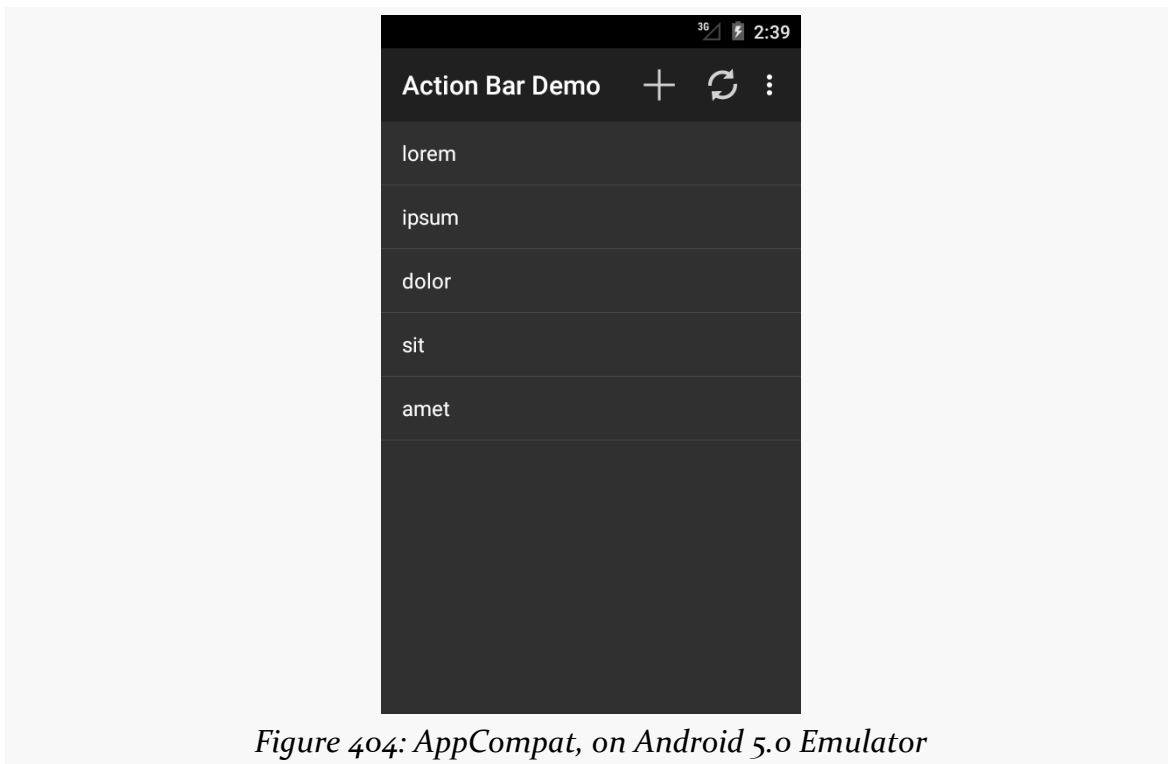 3G 2:39
Action Bar Demo
lorem
ipsum
dolor
sit
amet
Figure 404: AppCompat, on Android 5.0 Emulator